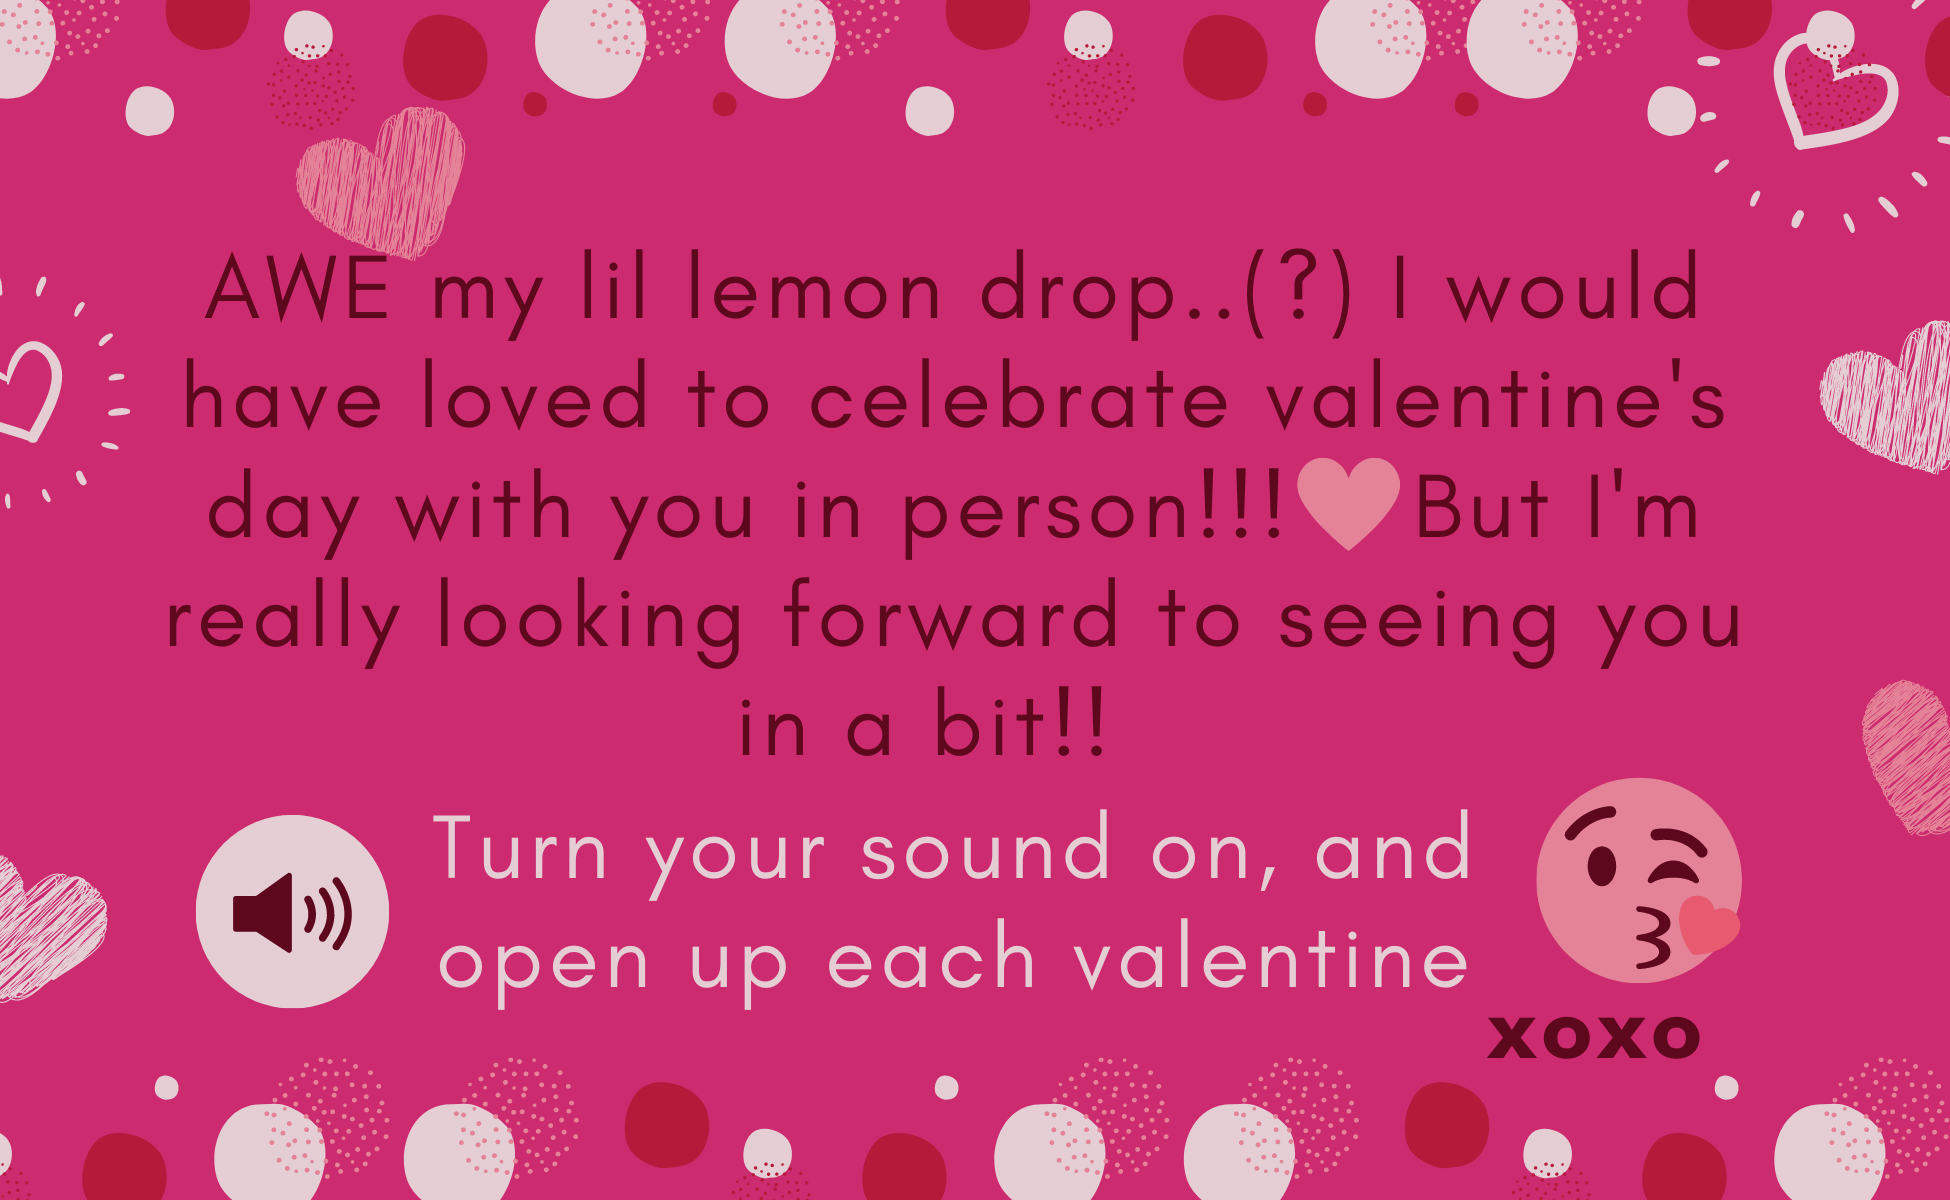 AWE my lil lemon drop..(?) I would
have loved to celebrate valentine's
day with you in person!!! But I'm
really looking forward to seeing you
in a bit!!
Turn your sound on, and
open up each valentine
xoxo